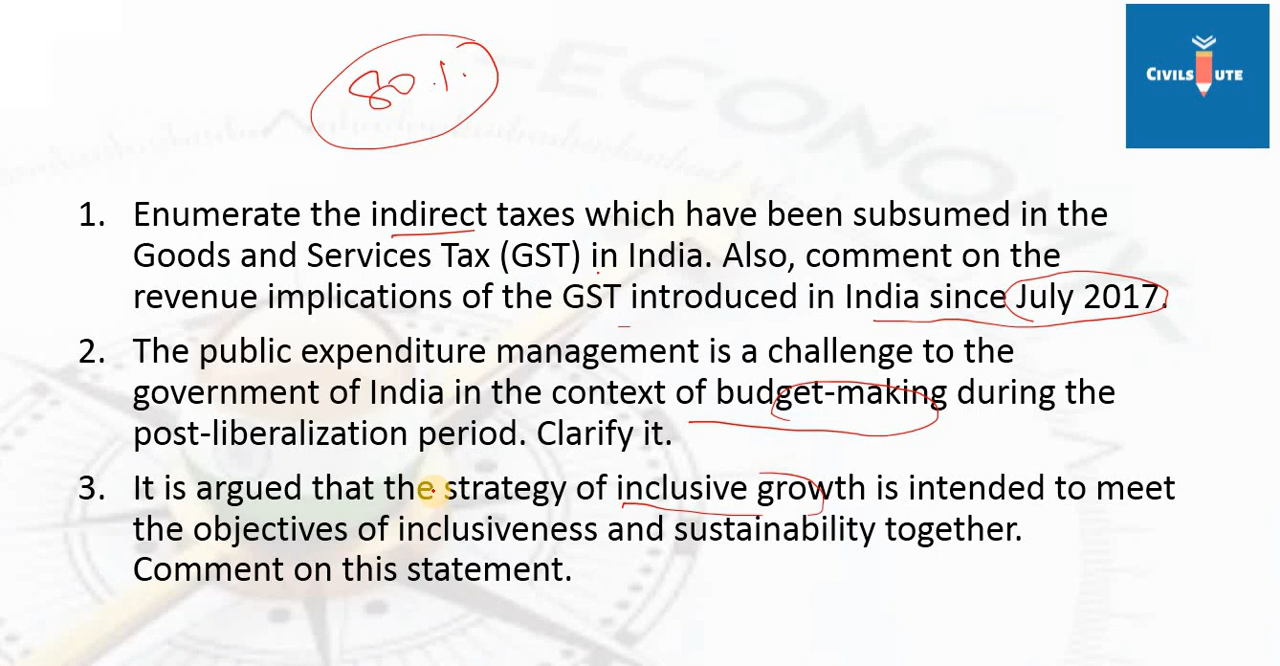 80%
CIVILS UTE
ECONOMY
1. Enumerate the indirect taxes which have been subsumed in the
Goods and Services Tax (GST) in India. Also, comment on the
revenue implications of the GST introduced in India since July 2017.
2. The public expenditure management is a challenge to the
government of India in the context of budget-making during the
post-liberalization period. Clarify it.
3. It is argued that the strategy of inclusive growth is intended to meet
the objectives of inclusiveness and sustainability together.
Comment on this statement.